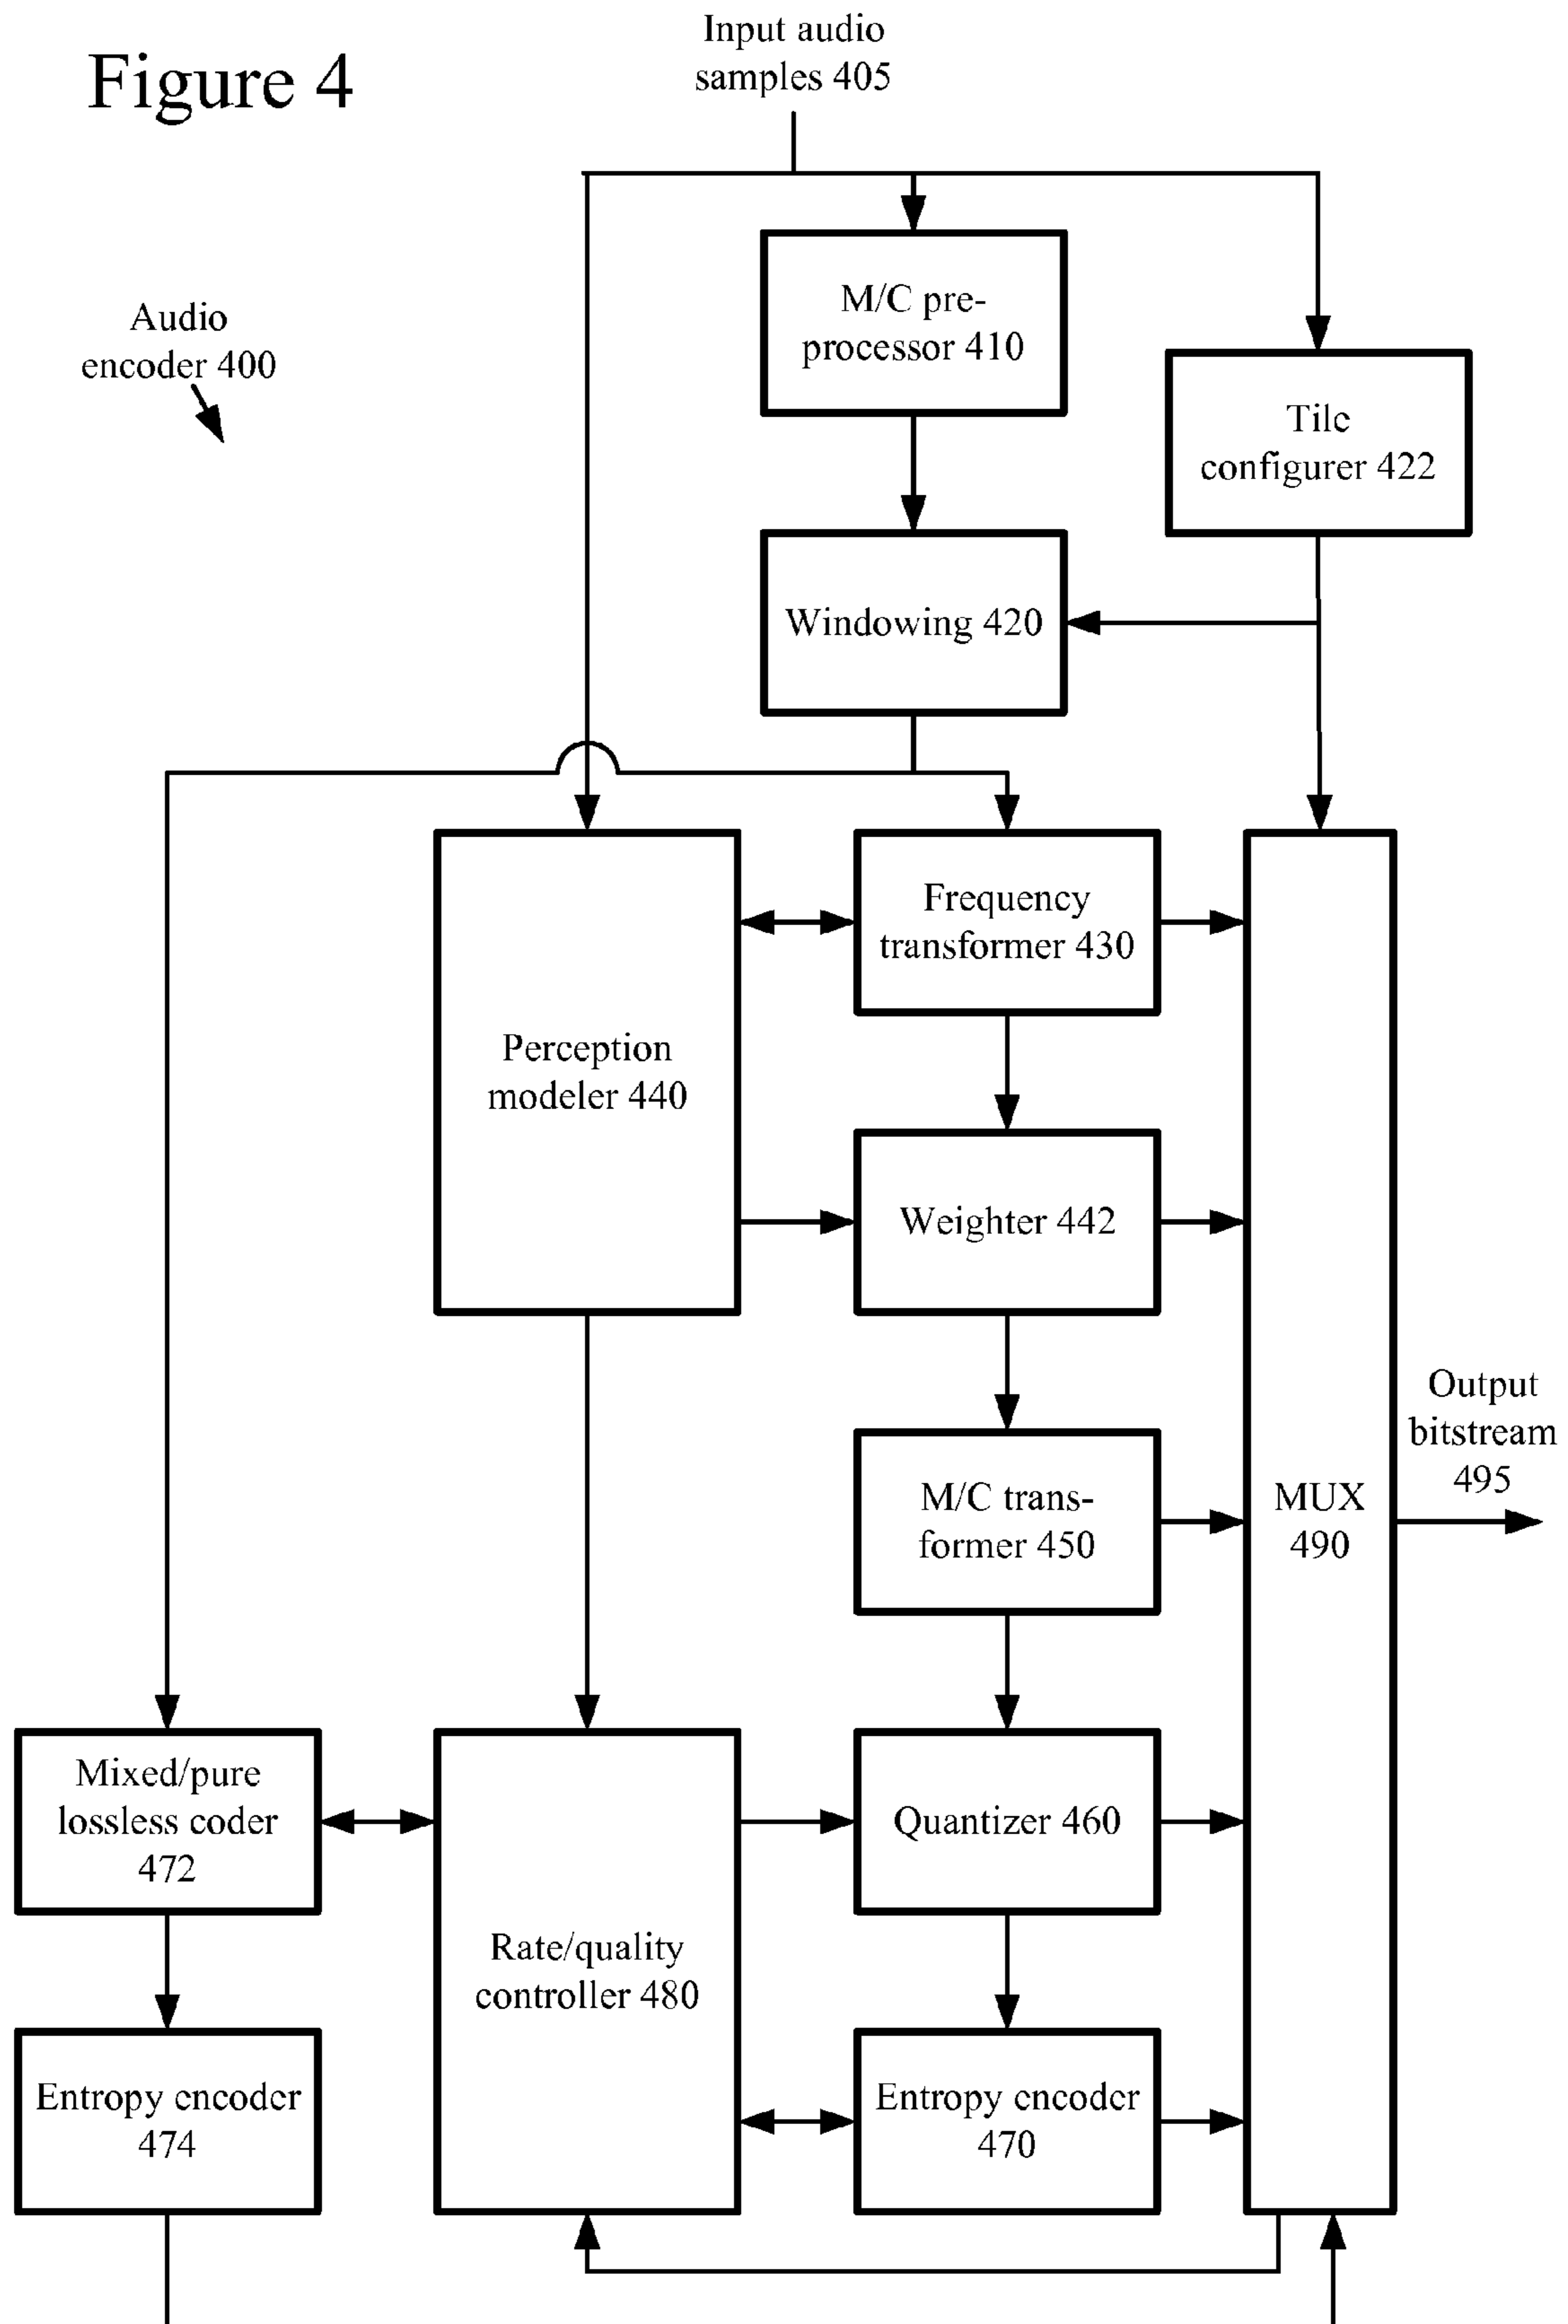 Figure 4
Input audio
samples 405
Audio
encoder 400
M/C pre-
processor 410
Tile
configurer 422
Windowing 420
Frequency
transformer 430
Perception
modeler 440
Weighter 442
Output
bitstream
495
M/C trans-
former 450
MUX
490
Mixed/pure
lossless coder
472
Quantizer 460
Rate/quality
controller 480
Entropy encoder
474
Entropy encoder
470